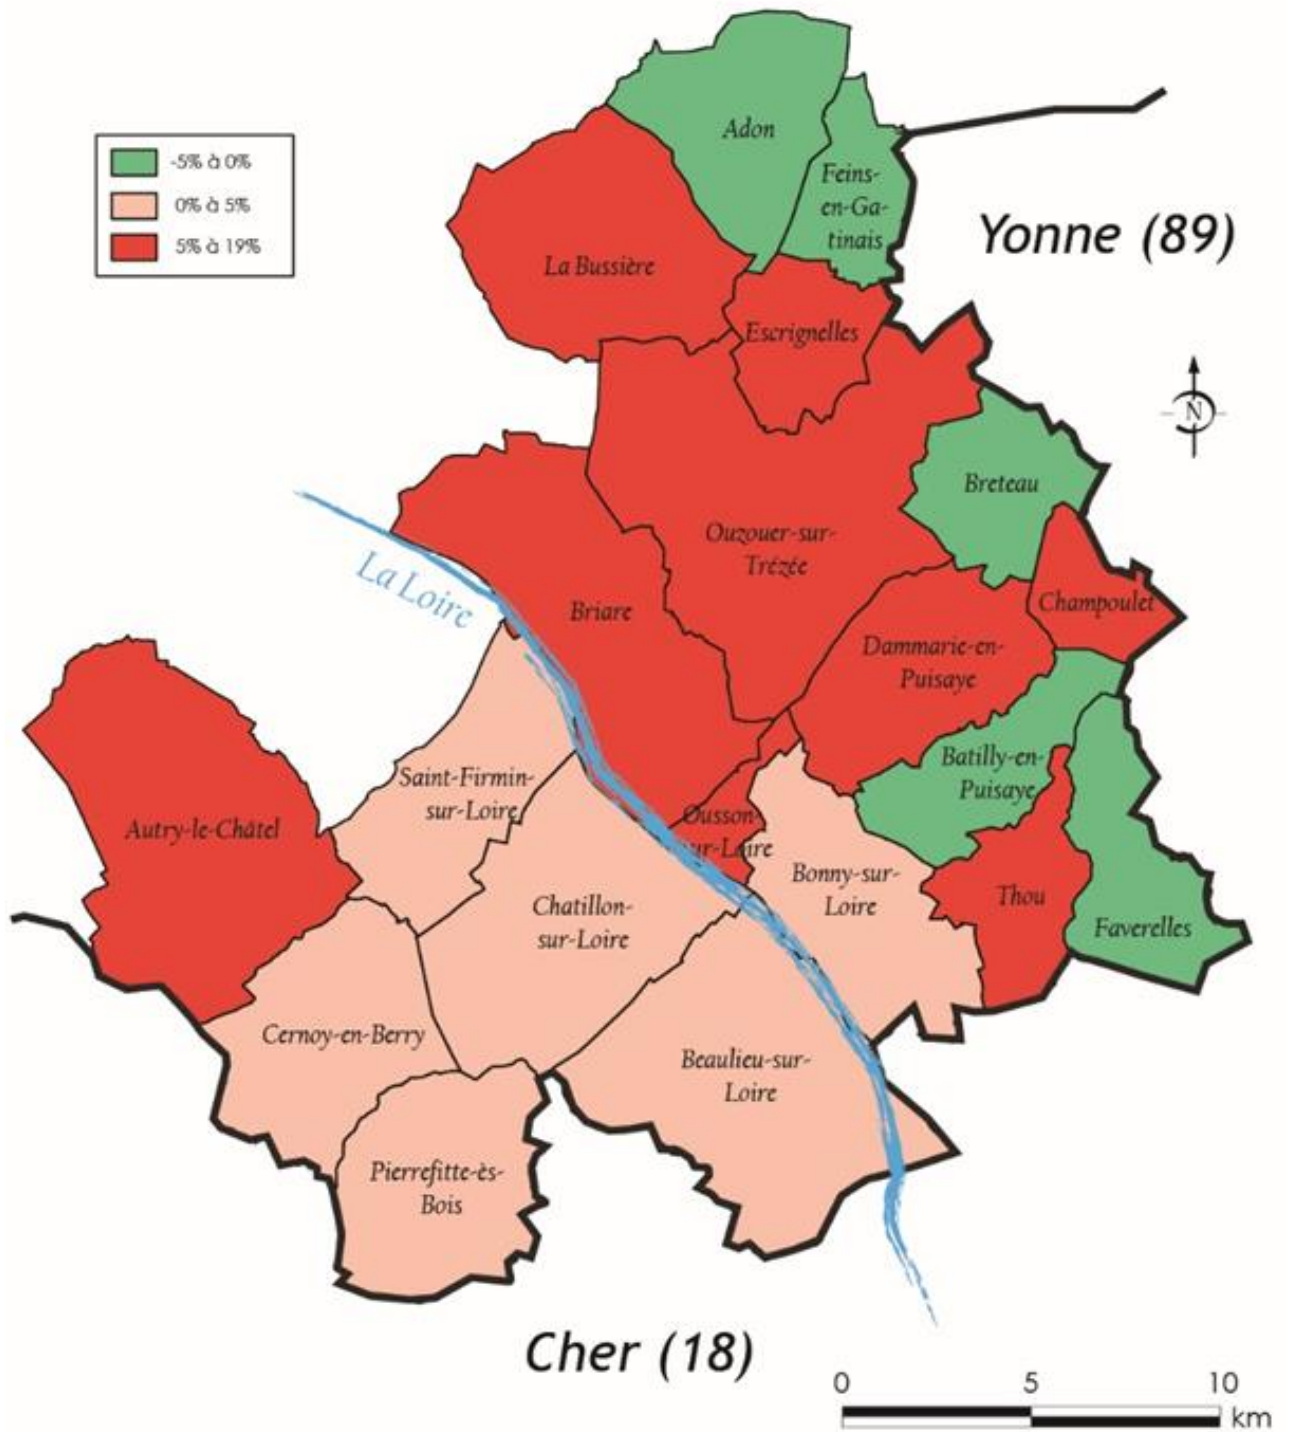 Adon
-5% à 0%
0% à 5%
5% à 19%
Feins-
en-Ga-
tinais
Yonne (89)
La Bussière
Escrignelles
N
Breteau
Ouzouer-sur-
Trézée
La Loire
Briare
Champoulet
Dammarie-en-
Puisaye
Saint-Firmin-
sur-Loire
Batilly-en-
Puisaye
Autry-le-Châtel
Ousson-
sur-Loire
Bonny-sur-
Loire
Thou
Chatillon-
sur-Loire
Faverelles
Cernoy-en-Berry
Beaulieu-sur-
Loire
Pierrefitte-ès-
Bois
Cher (18)
0 5 10
km